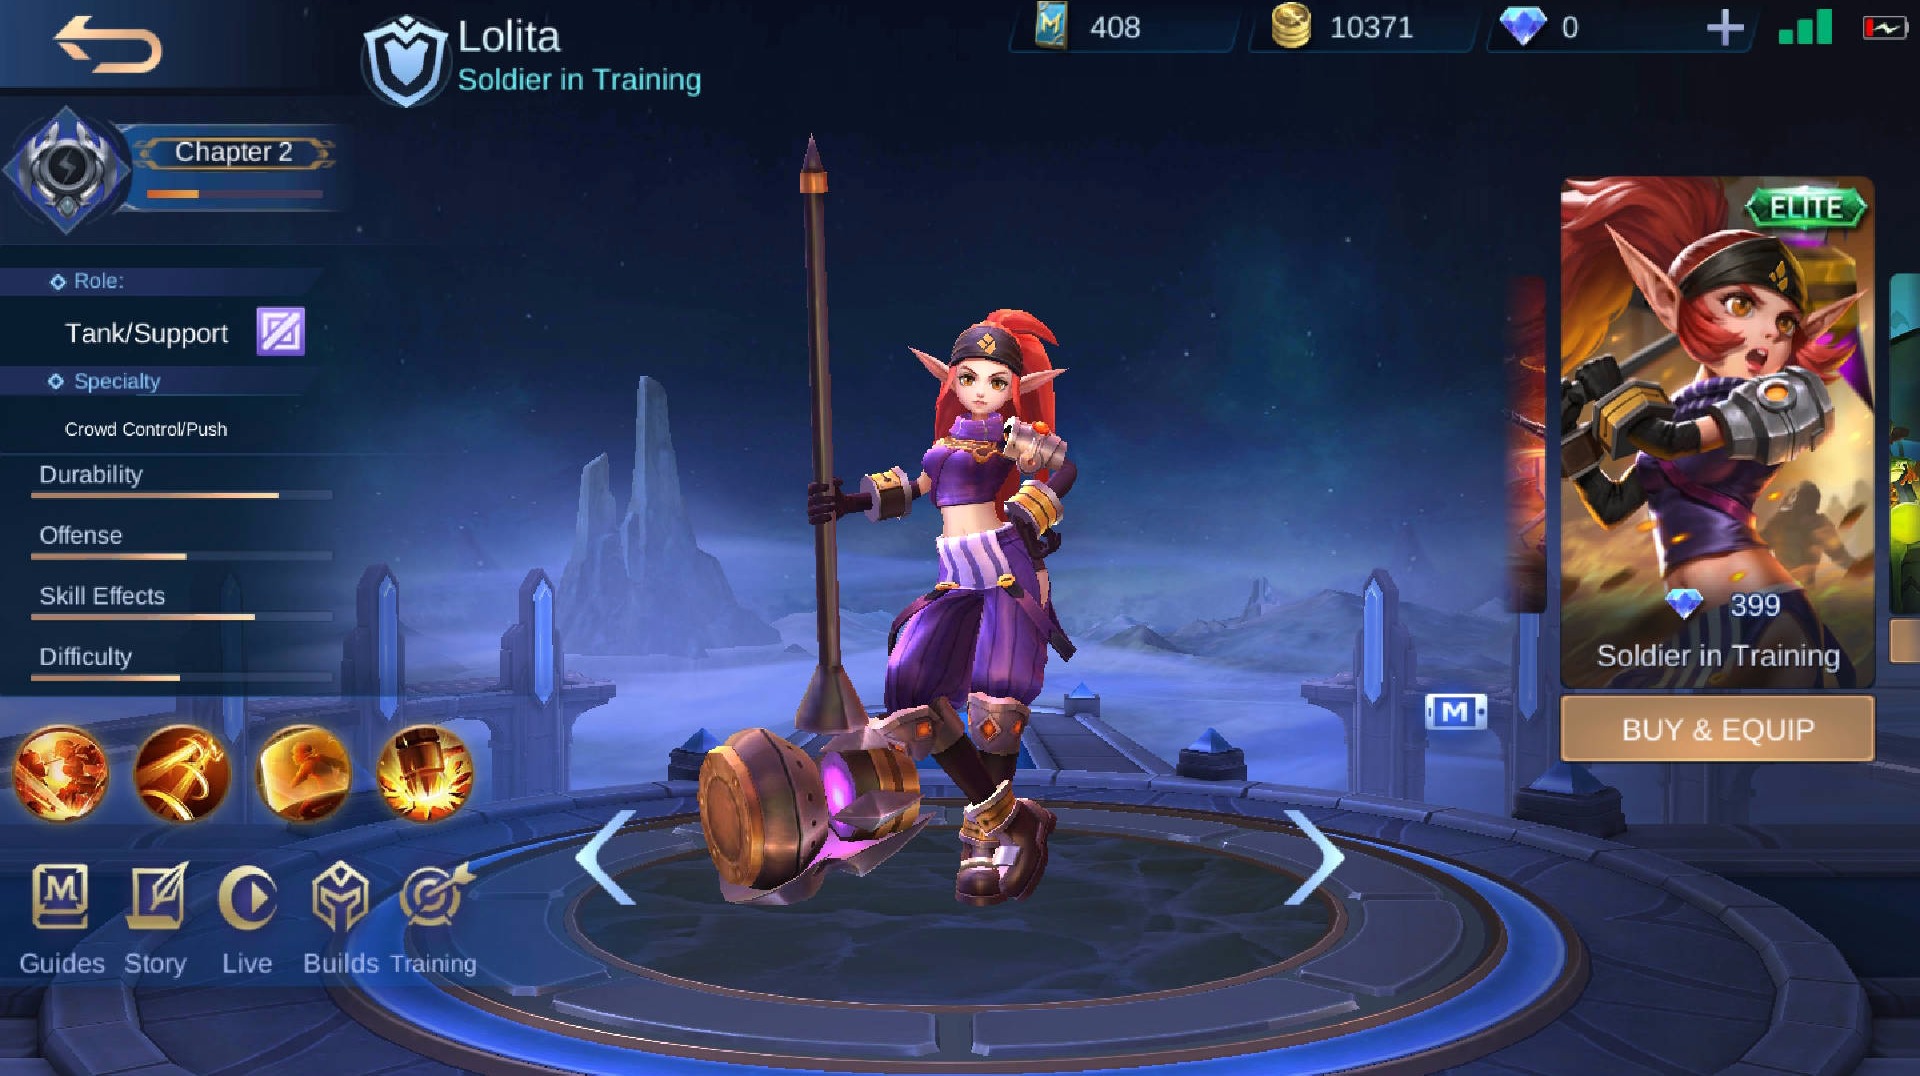 Lolita
Soldier in Training
408
10371
0
Chapter 2
Role:
Tank/Support
Specialty
Crowd Control/Push
Durability
Offense
Skill Effects
Difficulty
M
Guides
Story
Live
Builds
Training
ELITE
399
Soldier in Training
M
BUY & EQUIP